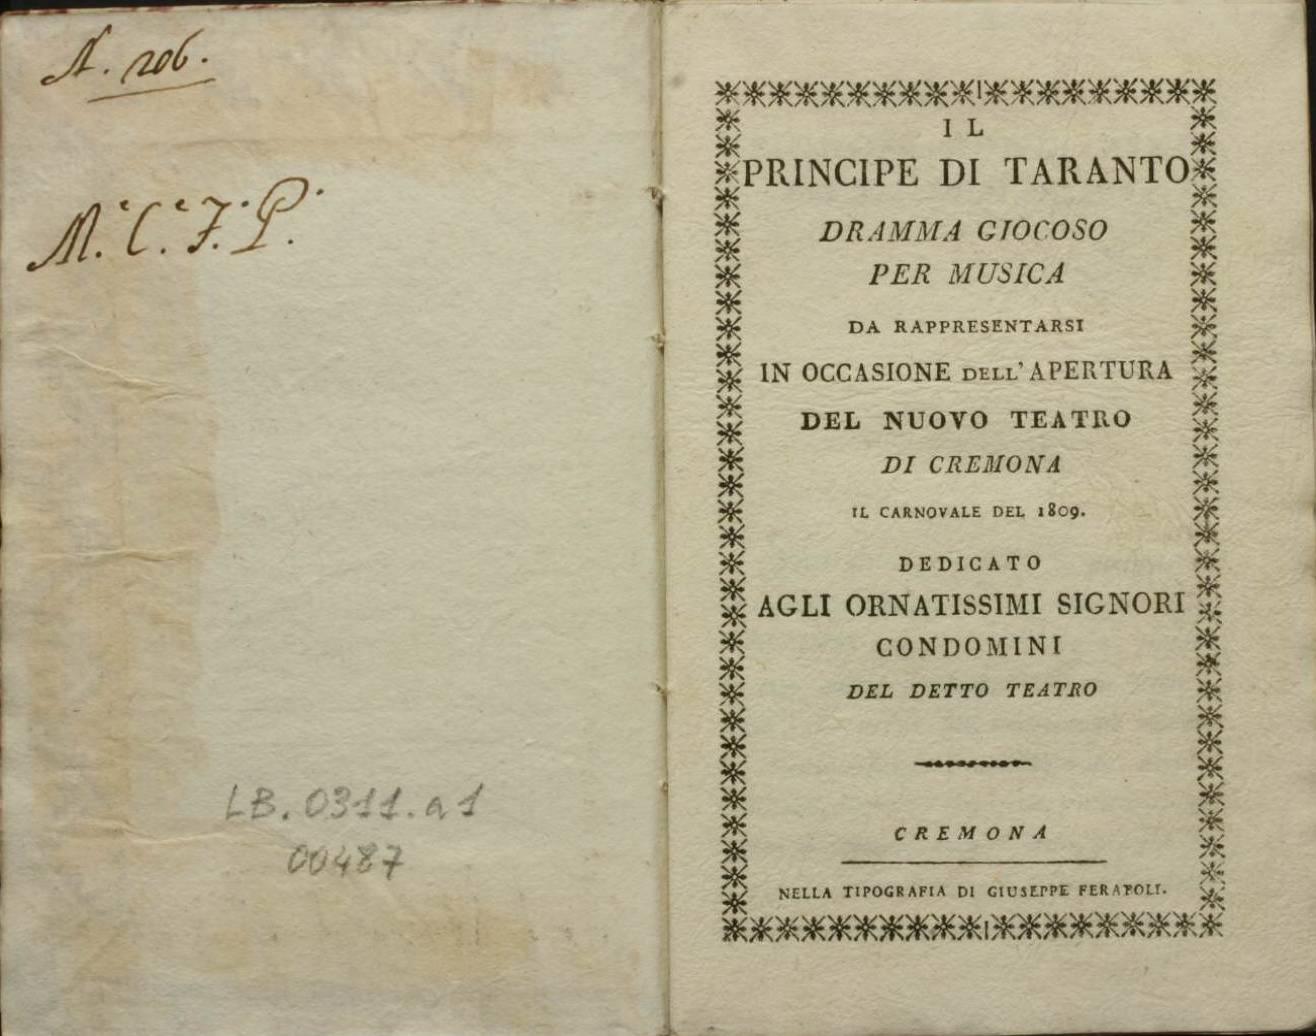 N. 206.
M.e C.e F. P.
LB. 0311. a 1
00487
IL
PRINCIPE DI TARANTO
DRAMMA GIOCOSO
PER MUSICA
DA RAPPRESENTARSI
IN OCCASIONE DELL' APERTURA
DEL NUOVO TEATRO
DI CREMONA
IL CARNOVALE DEL 1809.
DEDICATO
AGLI ORNATISSIMI SIGNORI
CONDOMINI
DEL DETTO TEATRO
CREMONA
NELLA TIPOGRAFIA DI GIUSEPPE FERABOLI.